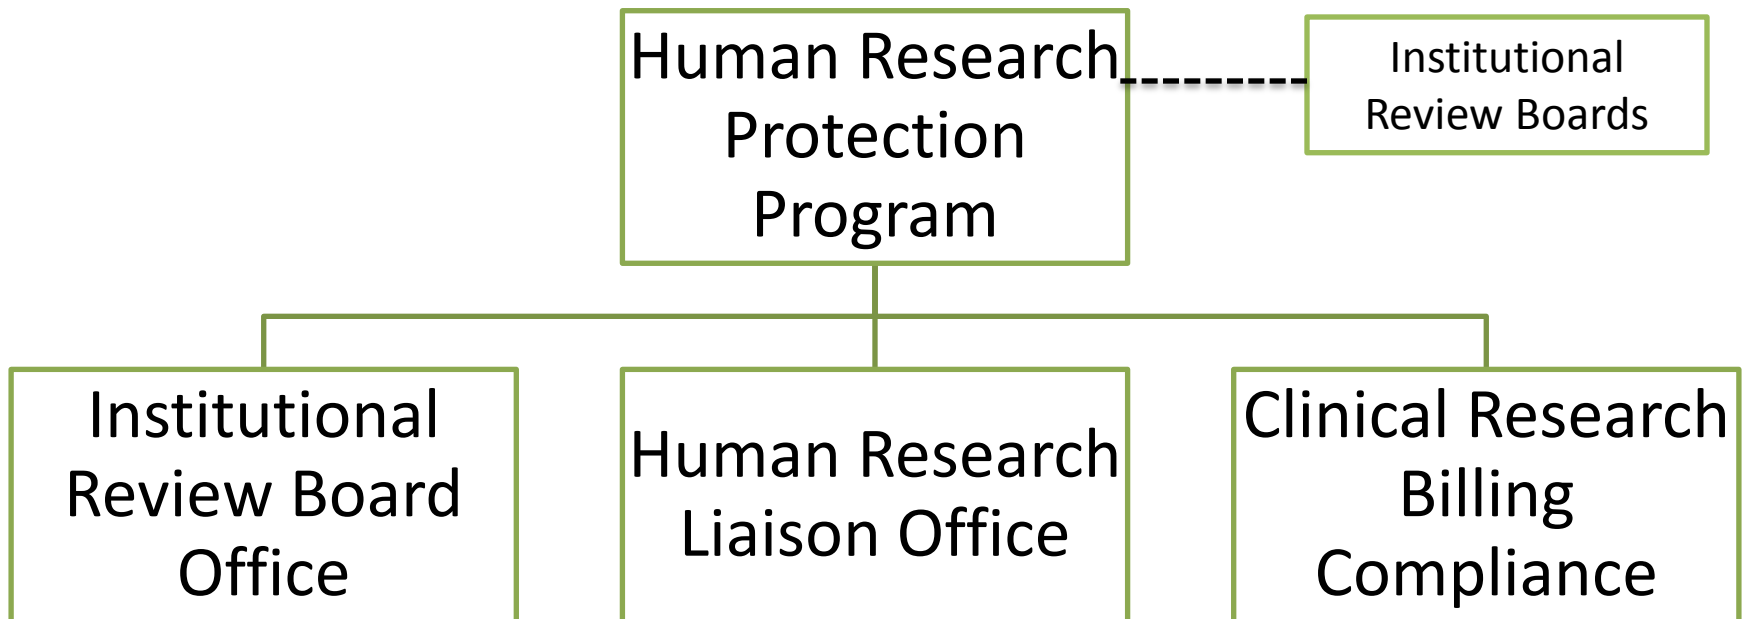 Human Research
Protection
Program
Institutional
Review Boards
Institutional
Review Board
Office
Human Research
Liaison Office
Clinical Research
Billing
Compliance